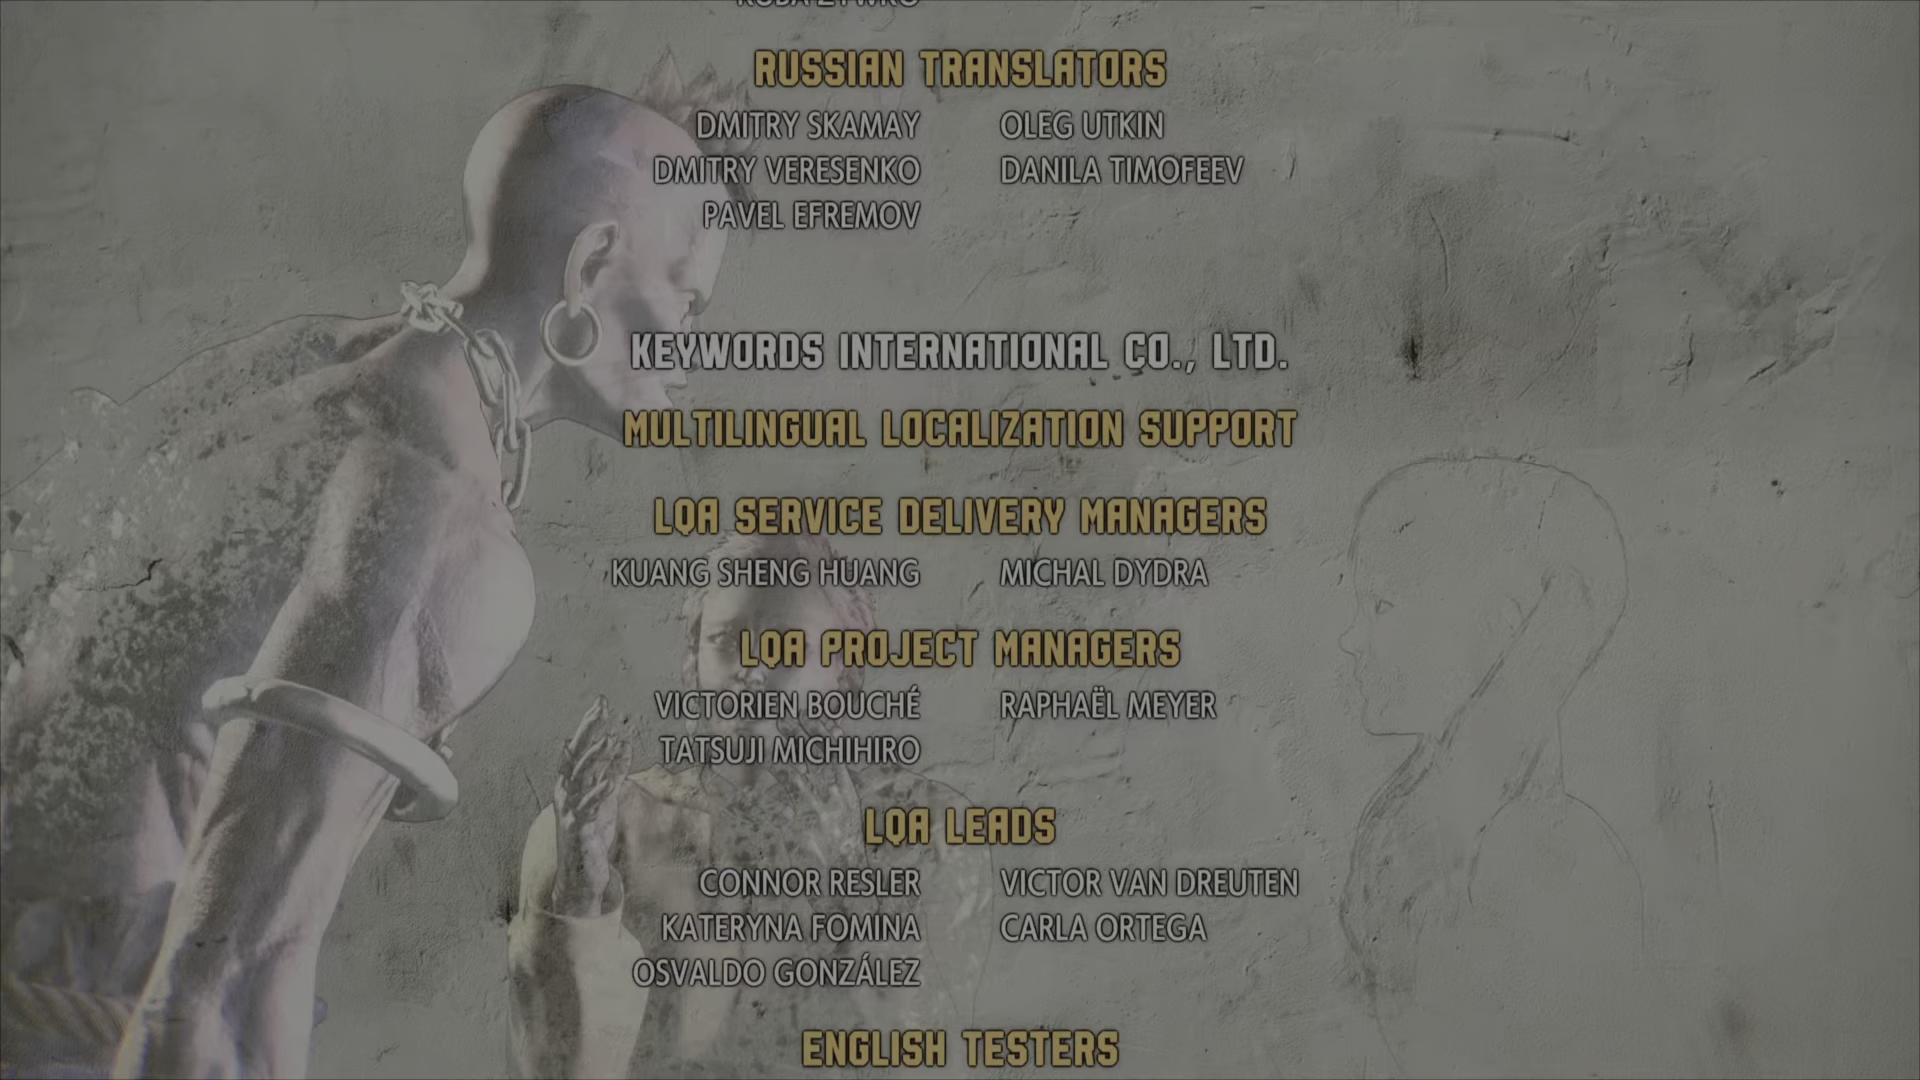 RUSSIAN TRANSLATORS
DMITRY SKAMAY OLEG UTKIN
DMITRY VERESENKO DANILA TIMOFEEV
PAVEL EFREMOV
KEYWORDS INTERNATIONAL CO., LTD.
MULTILINGUAL LOCALIZATION SUPPORT
LQA SERVICE DELIVERY MANAGERS
KUANG SHENG HUANG MICHAL DYDRA
LQA PROJECT MANAGERS
VICTORIEN BOUCHÉ RAPHAËL MEYER
TATSUJI MICHIHIRO
LQA LEADS
CONNOR RESLER VICTOR VAN DREUTEN
KATERYNA FOMINA CARLA ORTEGA
OSVALDO GONZÁLEZ
ENGLISH TESTERS